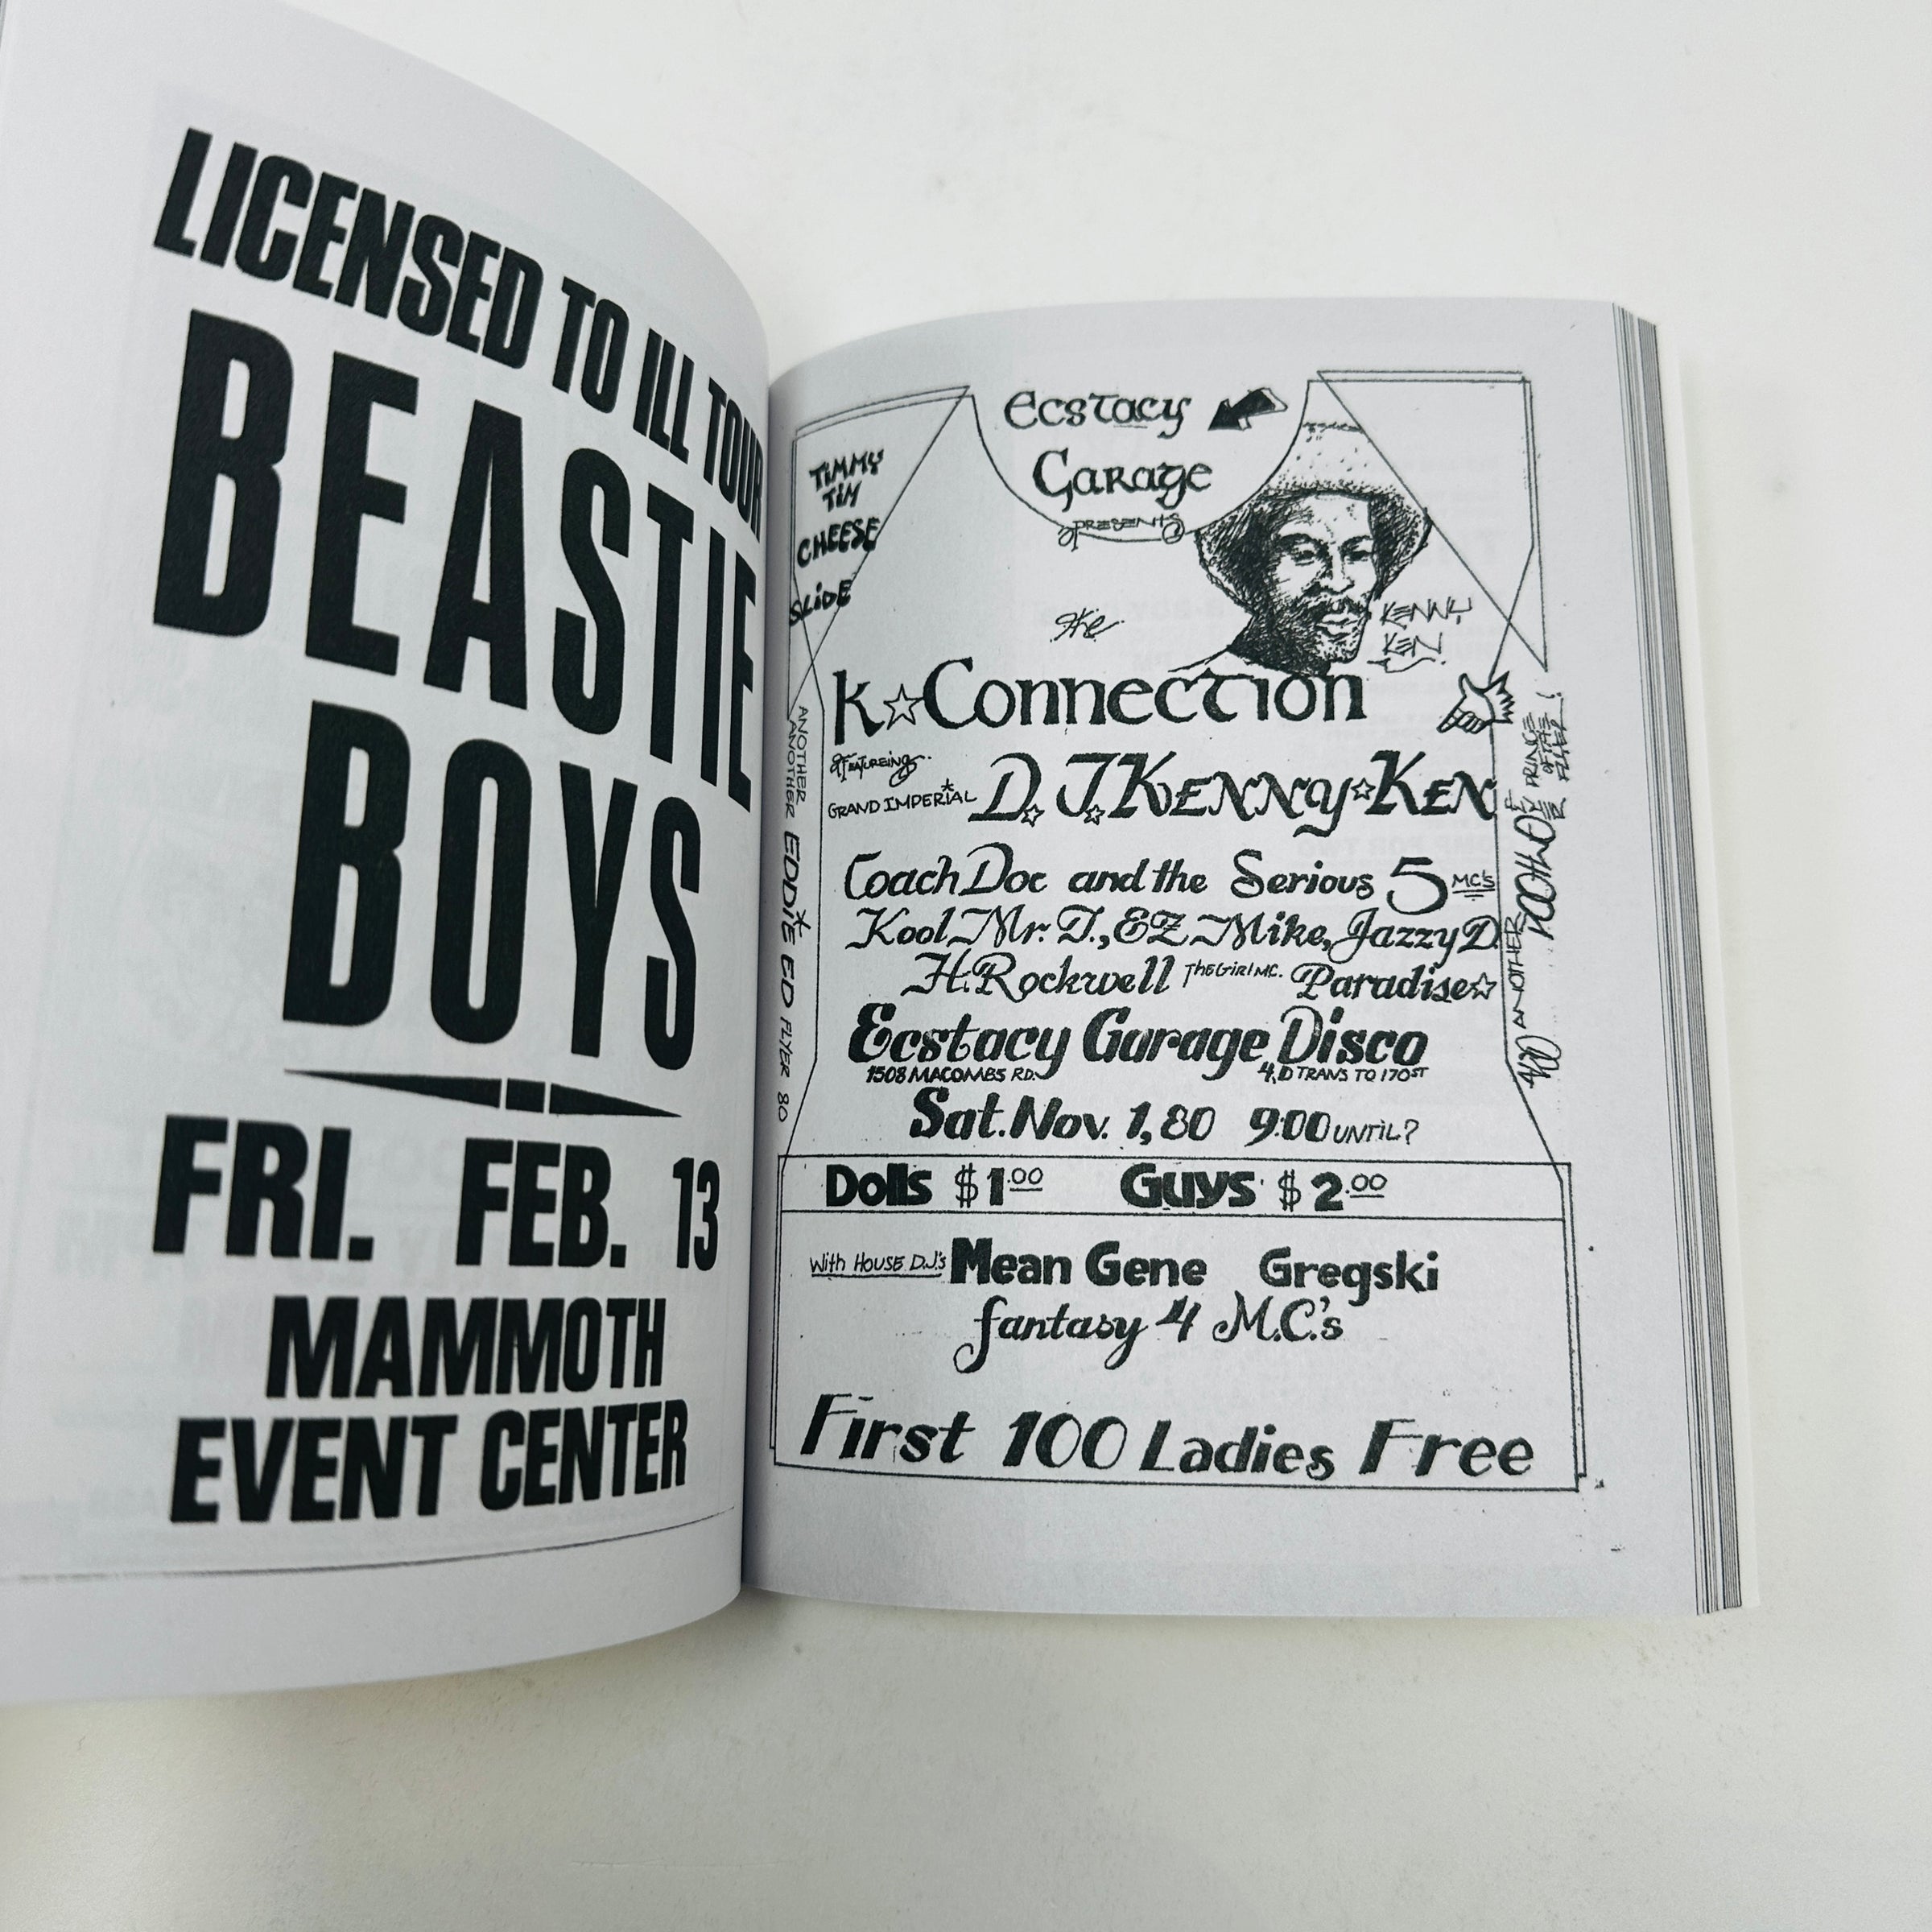 LICENSED TO ILL TOUR
BEASTIE
BOYS
FRI. FEB. 13
MAMMOTH
EVENT CENTER
Ecstacy
Garage
PRESENTS
TIMMY
TIM
CHEESE
SLIDE
the
KENNY
KEN
K☆Connection
FEATUREING
GRAND IMPERIAL D.J. KENNY☆KEN
Coach Doc and the Serious 5 MC's
Kool Mr. T., EZ Mike, Jazzy D.
H. Rockwell The Girl MC. Paradise☆
Ecstacy Garage Disco
1508 MACOMBS RD. 4, D TRANS TO 170 ST
Sat. Nov. 1, 80 9:00 UNTIL?
Dolls $1.00 Guys $2.00
With HOUSE D.J.'s Mean Gene Gregski
fantasy 4 M.C.'s
First 100 Ladies Free
ANOTHER
ANOTHER EDDIE ED FLYER 80
ANOTHER
PRINCE
OF THE
FLYER